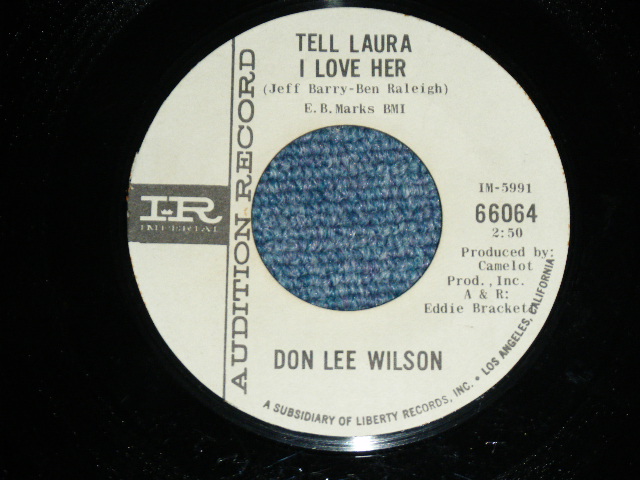 TELL LAURA
I LOVE HER
(Jeff Barry-Ben Raleigh)
E.B.Marks BMI
AUDITION RECORD
IR
IMPERIAL
IM-5991
66064
2:50
Produced by:
Camelot
Prod.,Inc.
A & R:
Eddie Brackett
DON LEE WILSON
A SUBSIDIARY OF LIBERTY RECORDS, INC. • LOS ANGELES, CALIFORNIA